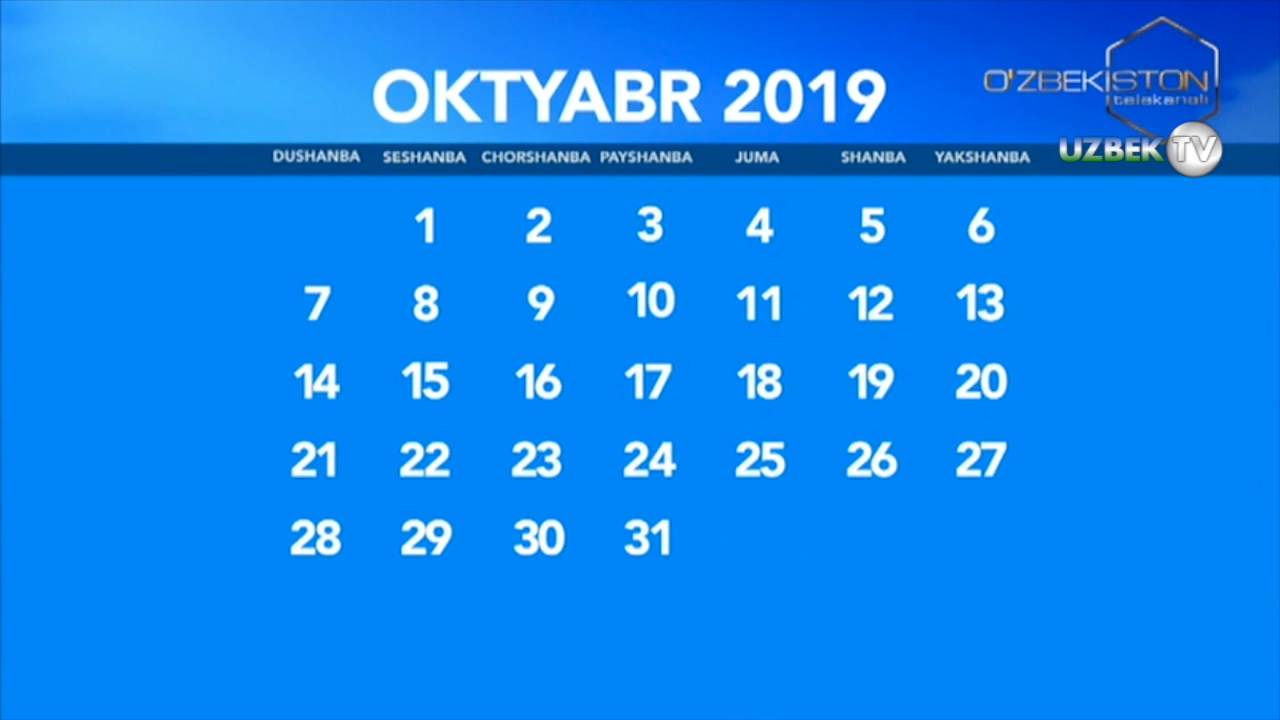 OKTYABR 2019
O'ZBEKISTON
telekanali
UZBEK TV
DUSHANBA SESHANBA CHORSHANBA PAYSHANBA JUMA SHANBA YAKSHANBA
1 2 3 4 5 6
7 8 9 10 11 12 13
14 15 16 17 18 19 20
21 22 23 24 25 26 27
28 29 30 31